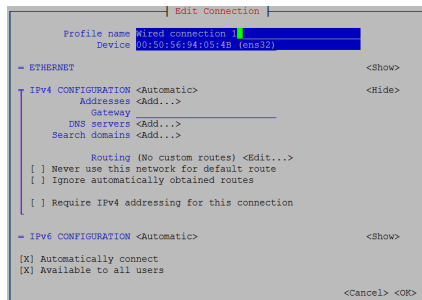 Edit Connection
Profile name Wired connection 1
Device 00:50:56:94:05:4B (ens32)
= ETHERNET <Show>
IPv4 CONFIGURATION <Automatic> <Hide>
Addresses <Add...>
Gateway
DNS servers <Add...>
Search domains <Add...>
Routing (No custom routes) <Edit...>
[ ] Never use this network for default route
[ ] Ignore automatically obtained routes
[ ] Require IPv4 addressing for this connection
= IPv6 CONFIGURATION <Automatic> <Show>
[X] Automatically connect
[X] Available to all users
<Cancel> <OK>